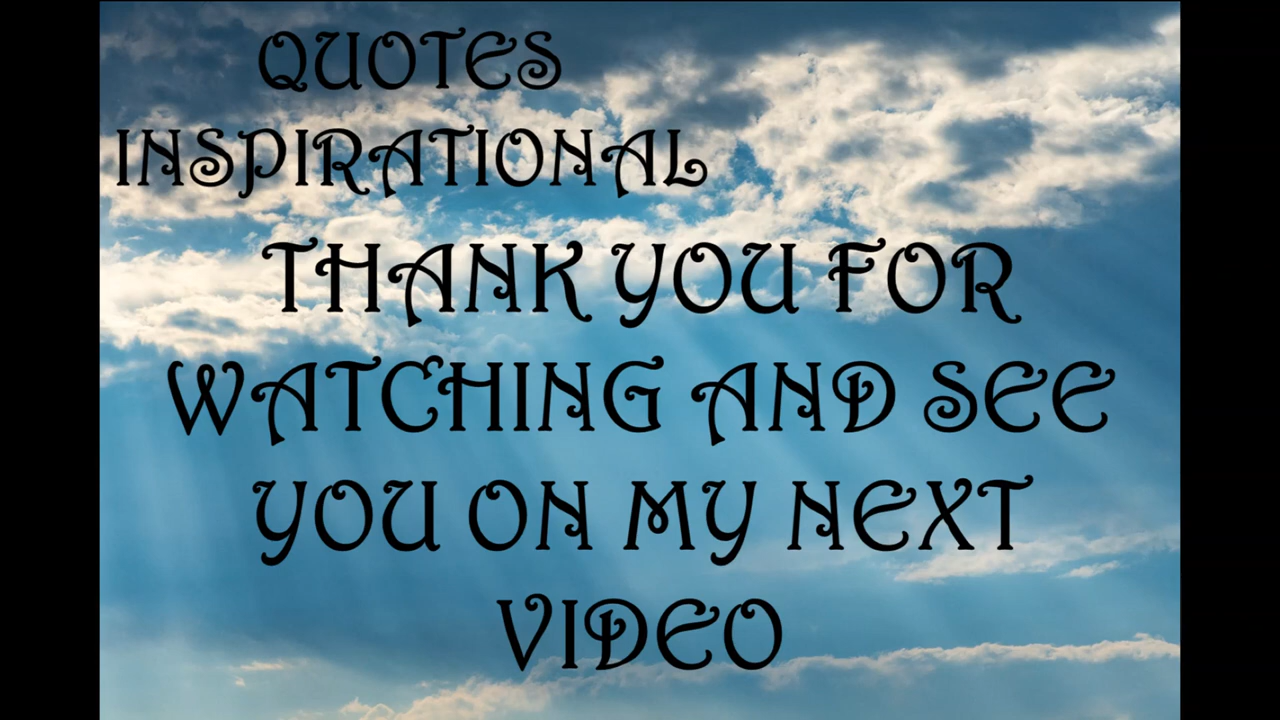 QUOTES
INSPIRATIONAL
THANK YOU FOR
WATCHING AND SEE
YOU ON MY NEXT
VIDEO